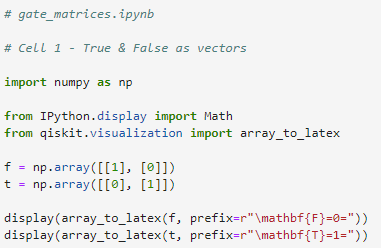 # gate_matrices.ipynb
# Cell 1 - True & False as vectors
import numpy as np
from IPython.display import Math
from qiskit.visualization import array_to_latex
f = np.array([[1], [0]])
t = np.array([[0], [1]])
display(array_to_latex(f, prefix=r"\mathbf{F}=0="))
display(array_to_latex(t, prefix=r"\mathbf{T}=1="))